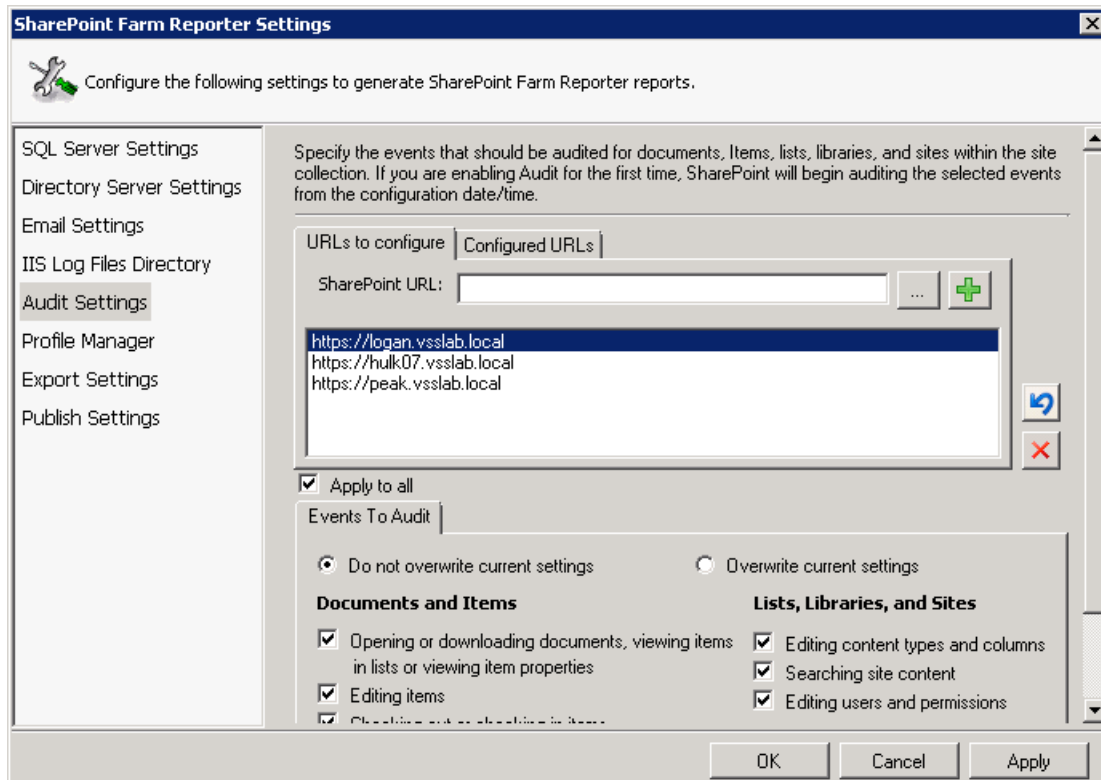 SharePoint Farm Reporter Settings
Configure the following settings to generate SharePoint Farm Reporter reports.
SQL Server Settings
Directory Server Settings
Email Settings
IIS Log Files Directory
Audit Settings
Profile Manager
Export Settings
Publish Settings
Specify the events that should be audited for documents, Items, lists, libraries, and sites within the site
collection. If you are enabling Audit for the first time, SharePoint will begin auditing the selected events
from the configuration date/time.
URLs to configure
Configured URLs
SharePoint URL:
...
https://logan.vsslab.local
https://hulk07.vsslab.local
https://peak.vsslab.local
Apply to all
Events To Audit
Do not overwrite current settings
Overwrite current settings
Documents and Items
Opening or downloading documents, viewing items
in lists or viewing item properties
Editing items
Checking out or checking in items
Lists, Libraries, and Sites
Editing content types and columns
Searching site content
Editing users and permissions
OK
Cancel
Apply